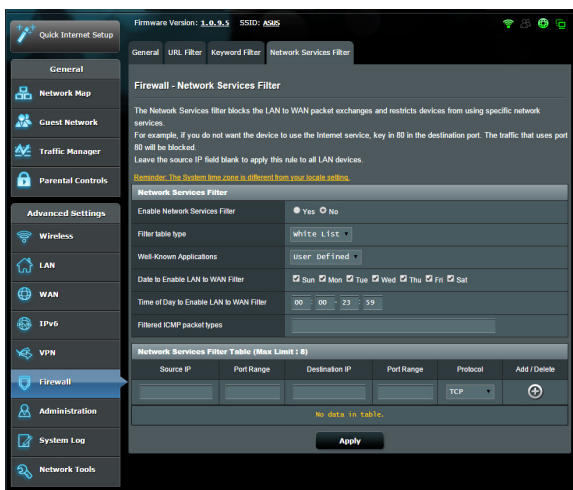 Firmware Version: 1.0.9.5 SSID: ASUS
Quick Internet Setup
General
Network Map
Guest Network
Traffic Manager
Parental Controls
Advanced Settings
Wireless
LAN
WAN
IPv6
VPN
Firewall
Administration
System Log
Network Tools
General URL Filter Keyword Filter Network Services Filter
Firewall - Network Services Filter
The Network Services filter blocks the LAN to WAN packet exchanges and restricts devices from using specific network
services.
For example, if you do not want the device to use the Internet service, key in 80 in the destination port. The traffic that uses port
80 will be blocked.
Leave the source IP field blank to apply this rule to all LAN devices.
Reminder: The System time zone is different from your locale setting.
Network Services Filter
Enable Network Services Filter Yes No
Filter table type White List
Well-Known Applications User Defined
Date to Enable LAN to WAN Filter Sun Mon Tue Wed Thu Fri Sat
Time of Day to Enable LAN to WAN Filter 00 : 00 - 23 : 59
Filtered ICMP packet types
Network Services Filter Table (Max Limit : 8)
Source IP Port Range Destination IP Port Range Protocol Add / Delete
TCP
No data in table.
Apply